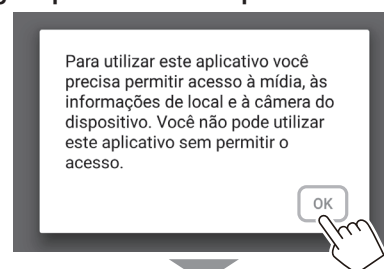 Para utilizar este aplicativo você
precisa permitir acesso à mídia, às
informações de local e à câmera do
dispositivo. Você não pode utilizar
este aplicativo sem permitir o
acesso.
OK